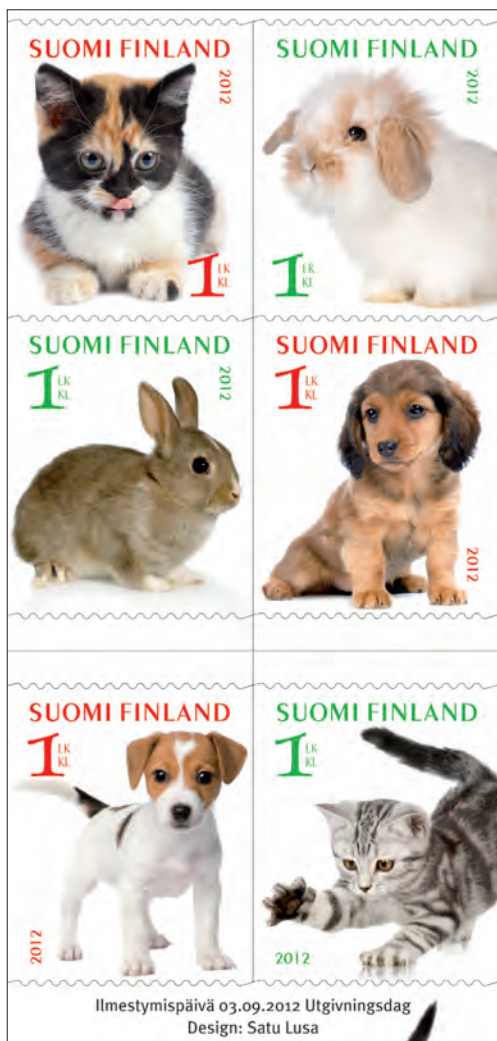 SUOMI FINLAND
2012
1 LK
KL
SUOMI FINLAND
2012
1 LK
KL
SUOMI FINLAND
1 LK
KL
2012
SUOMI FINLAND
1 LK
KL
2012
SUOMI FINLAND
1 LK
KL
2012
SUOMI FINLAND
1 LK
KL
2012
Ilmestymispäivä 03.09.2012 Utgivningsdag
Design: Satu Lusa